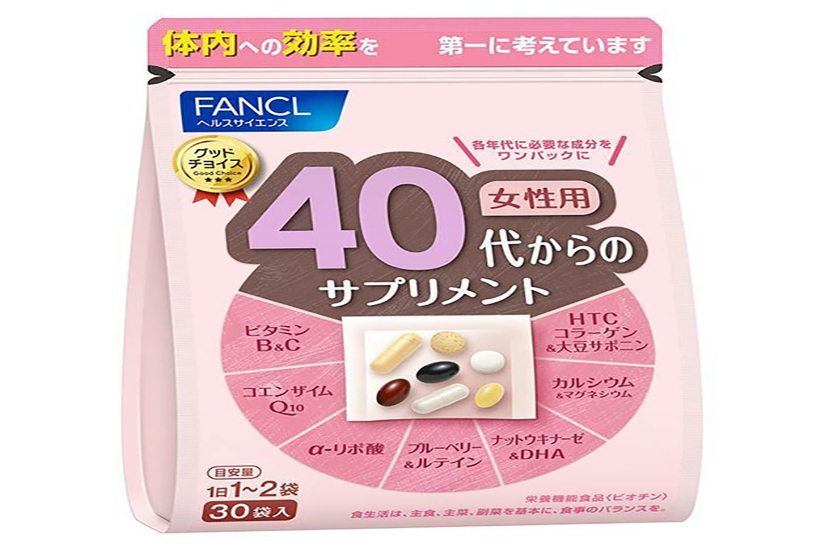 体内への効率を 第一に考えています
FANCL
ヘルスサイエンス
グッド
チョイス
Good Choice
各年代に必要な成分を
ワンパックに
40
女性用
代からの
サプリメント
ビタミン
B&C
HTC
コラーゲン
&大豆サポニン
コエンザイム
Q10
カルシウム
&マグネシウム
α-リポ酸
ブルーベリー
&ルテイン
ナットウキナーゼ
&DHA
目安量
1日1~2袋
30袋入
栄養機能食品〈ビオチン〉
食生活は、主食、主菜、副菜を基本に、食事のバランスを。